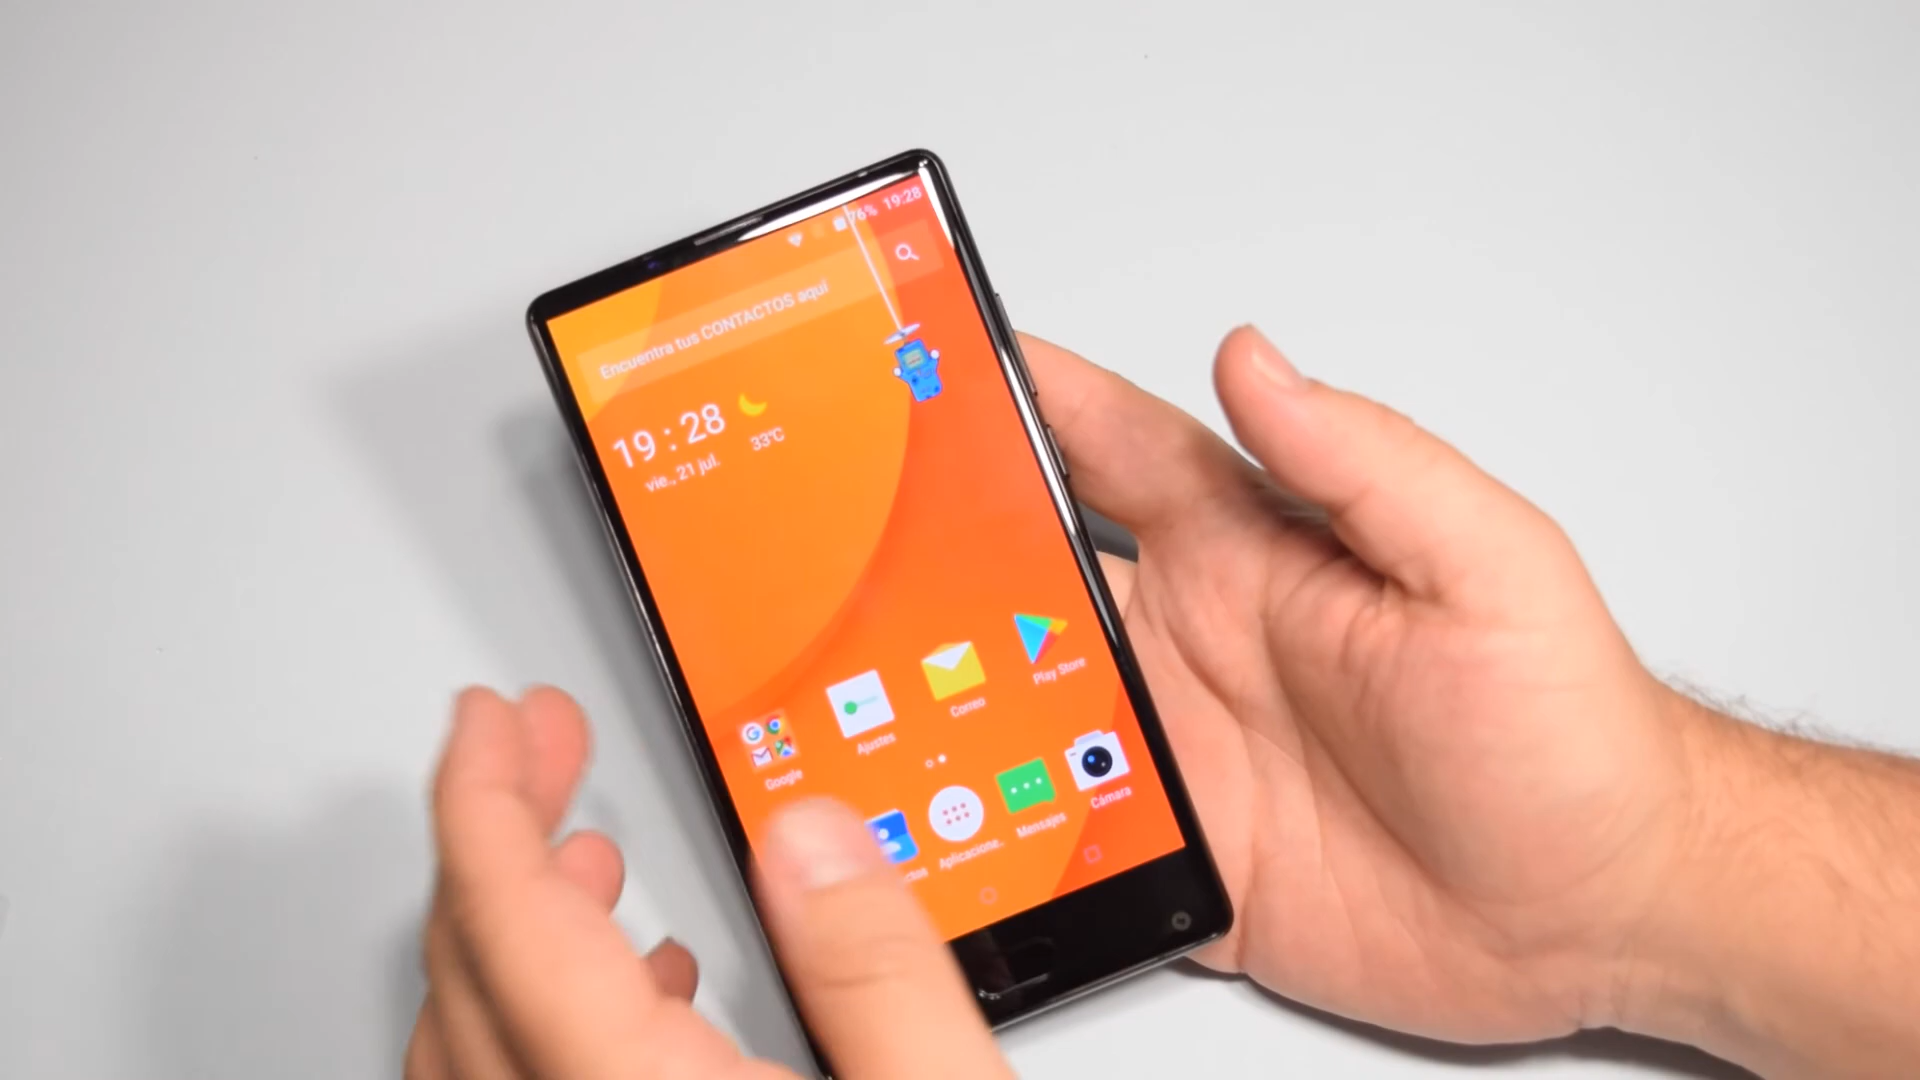 76% 19:28
Encuentra tus CONTACTOS aquí
19:28
33°C
vie., 21 jul.
Google
Ajustes
Correo
Play Store
Aplicacione..
Mensajes
Cámara